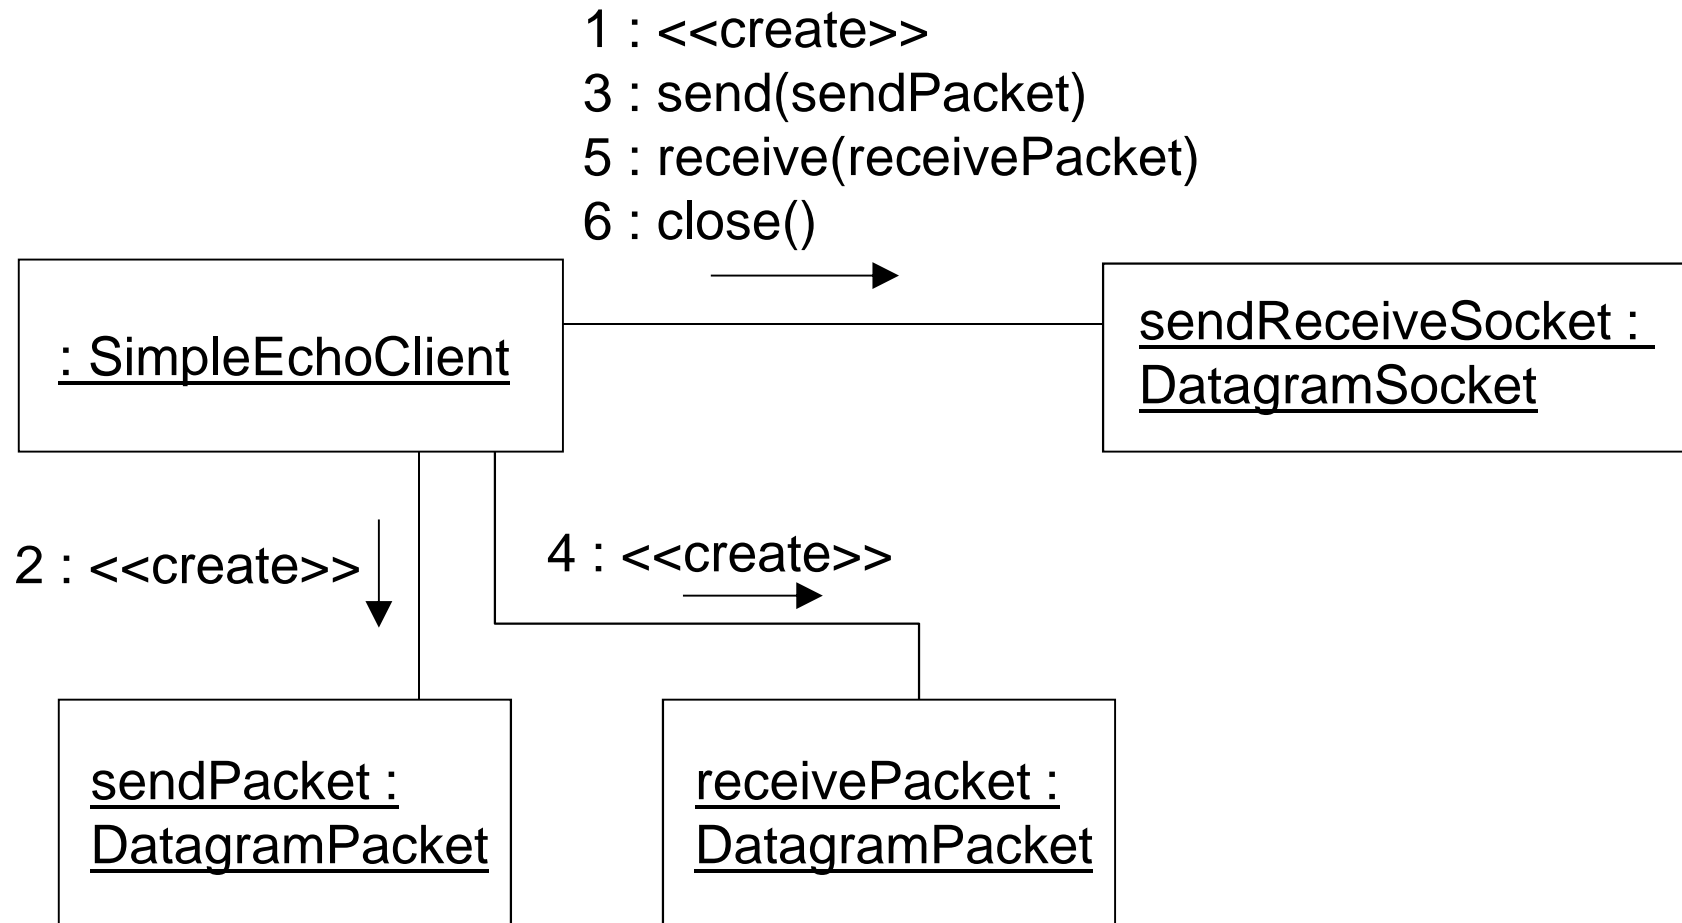 1 : <<create>>
3 : send(sendPacket)
5 : receive(receivePacket)
6 : close()
: SimpleEchoClient
sendReceiveSocket :
DatagramSocket
2 : <<create>>
4 : <<create>>
sendPacket :
DatagramPacket
receivePacket :
DatagramPacket